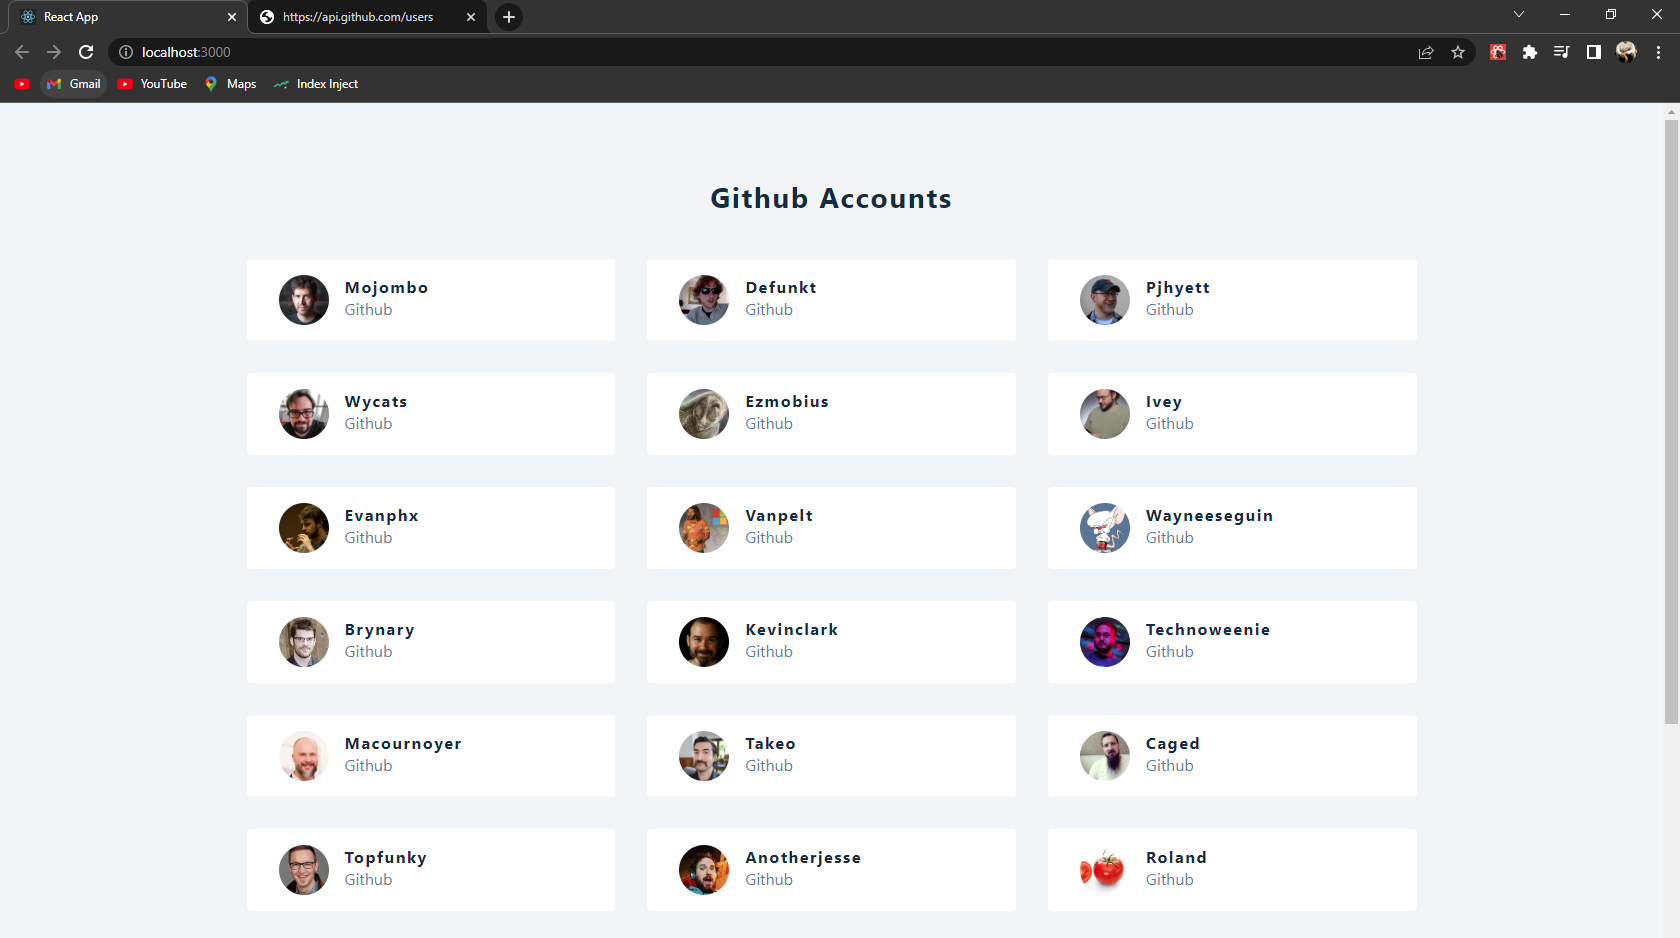 React App
https://api.github.com/users
localhost:3000
Gmail
YouTube
Maps
Index Inject
Github Accounts
Mojombo
Github
Defunkt
Github
Pjhyett
Github
Wycats
Github
Ezmobius
Github
Ivey
Github
Evanphx
Github
Vanpelt
Github
Wayneeseguin
Github
Brynary
Github
Kevinclark
Github
Technoweenie
Github
Macournoyer
Github
Takeo
Github
Caged
Github
Topfunky
Github
Anotherjesse
Github
Roland
Github